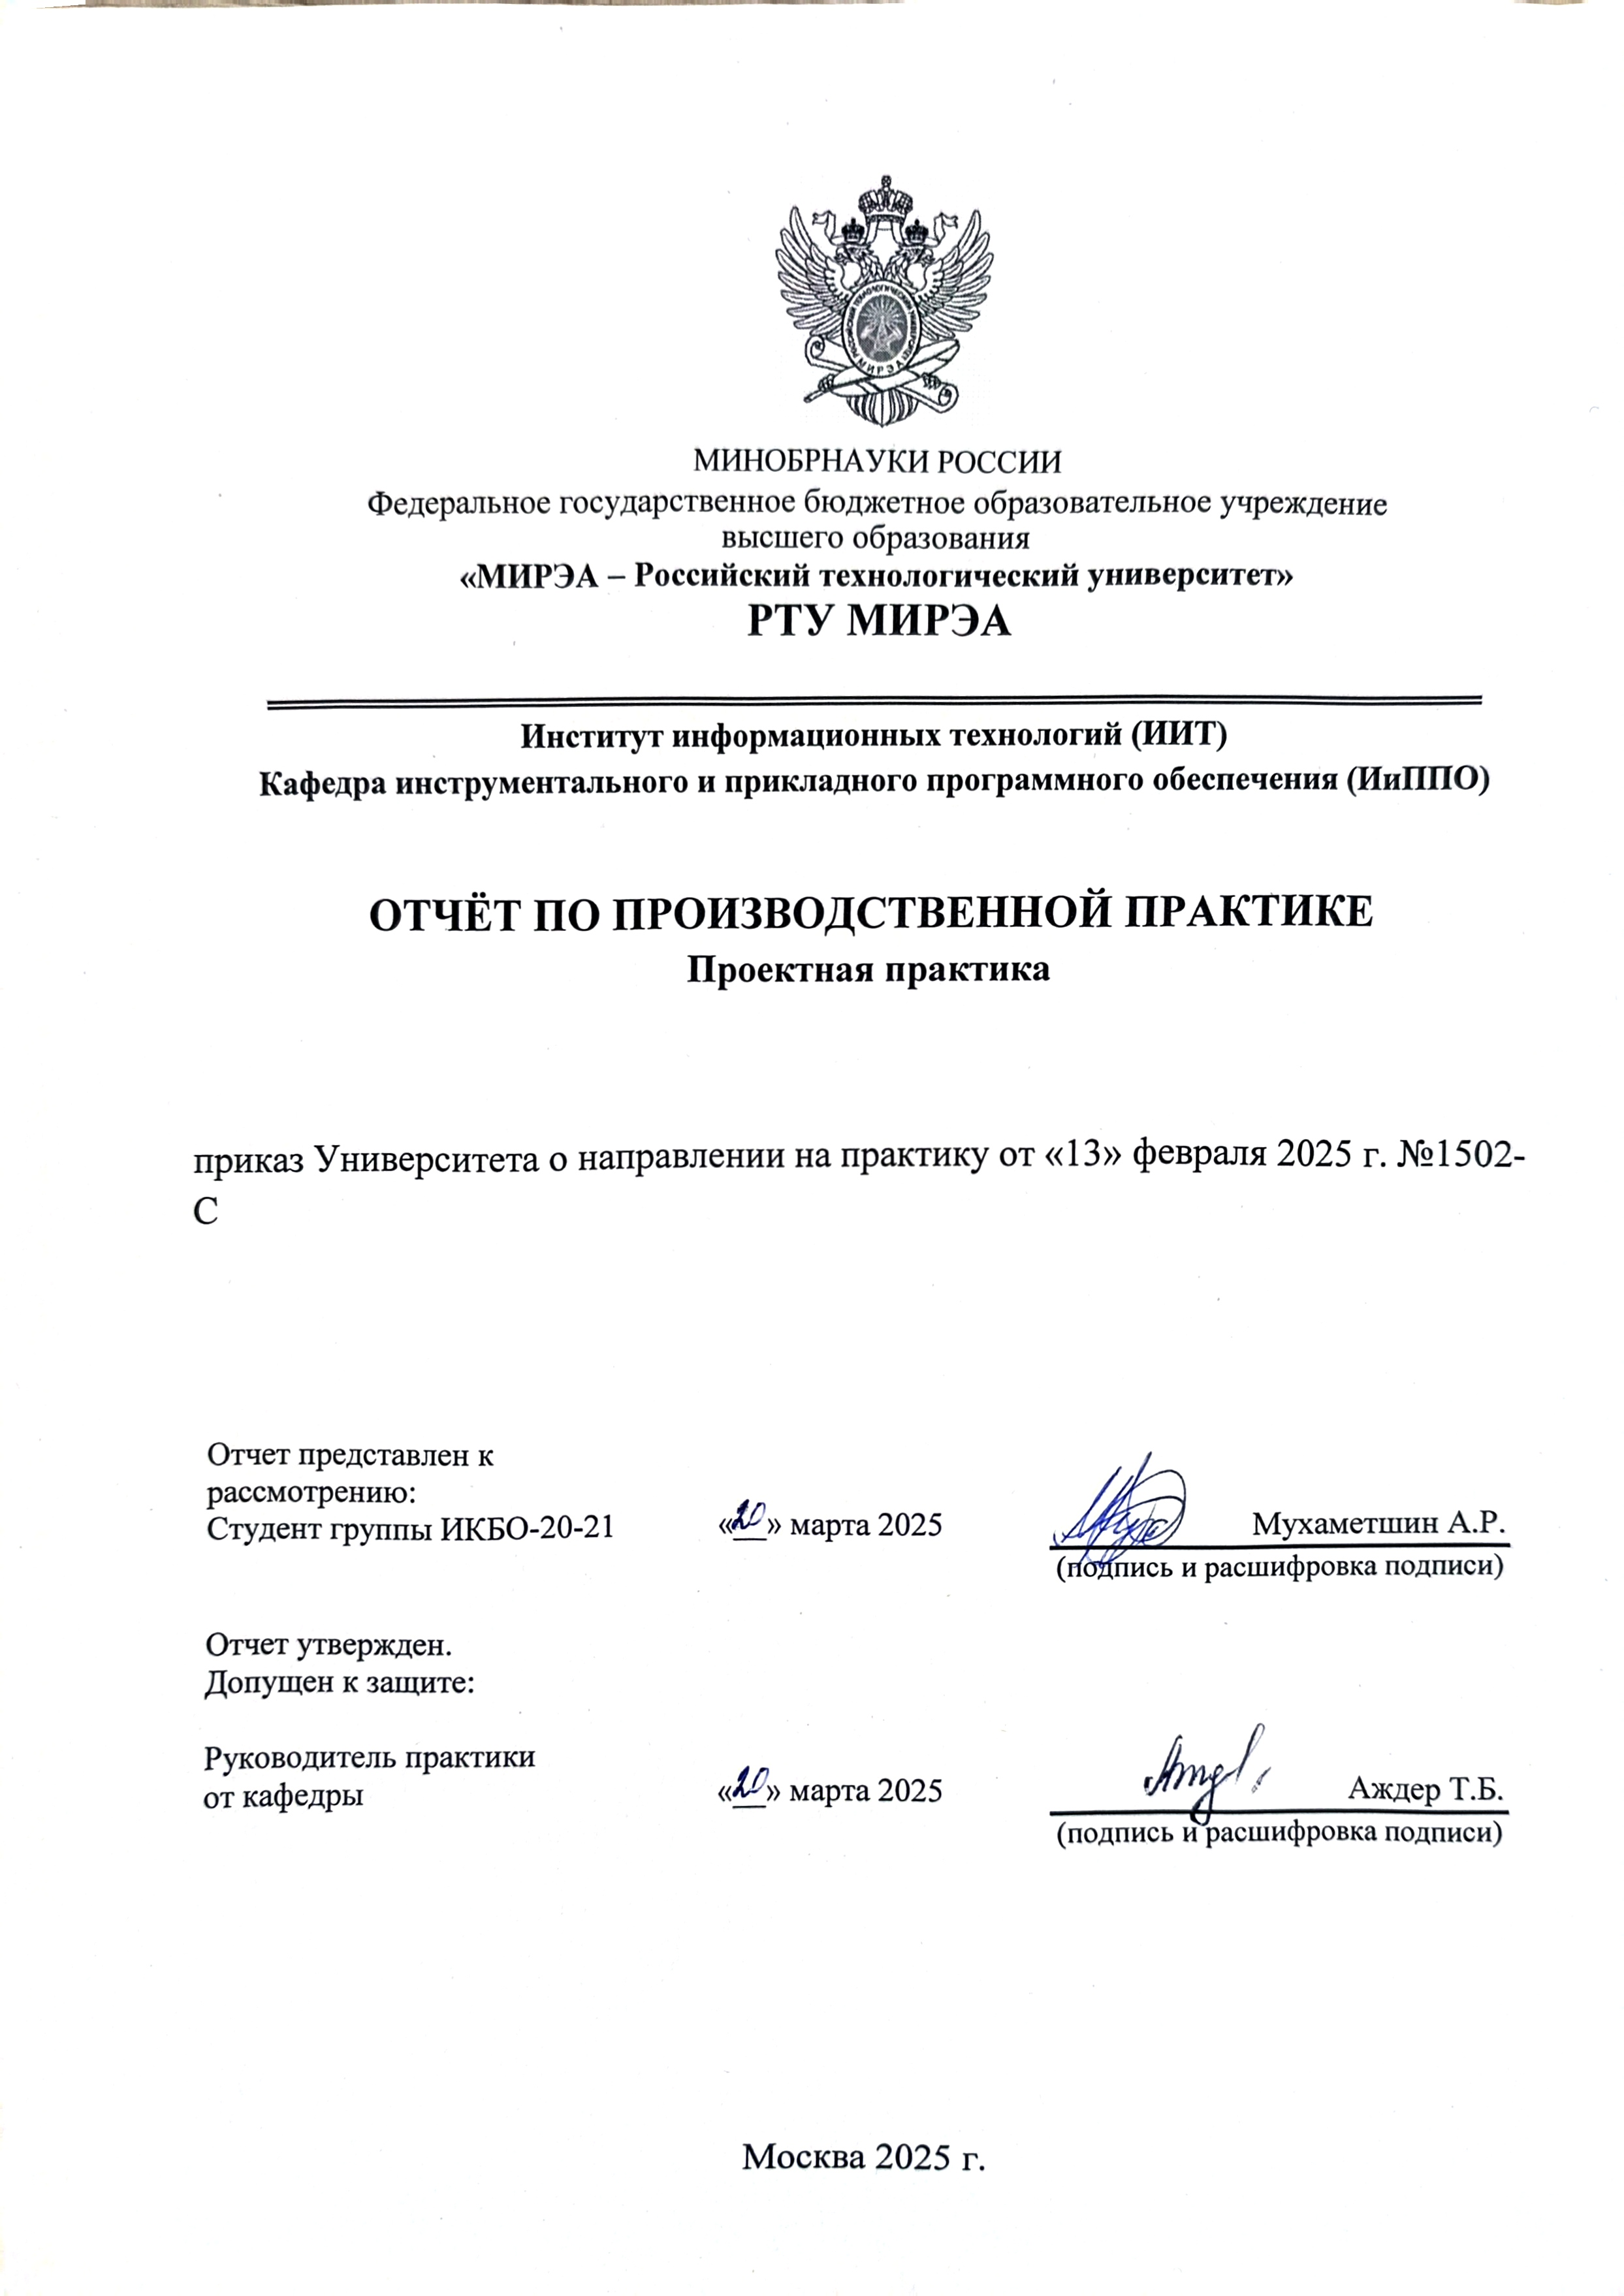 МИНОБРНАУКИ РОССИИ
Федеральное государственное бюджетное образовательное учреждение
высшего образования
«МИРЭА – Российский технологический университет»
РТУ МИРЭА
Институт информационных технологий (ИИТ)
Кафедра инструментального и прикладного программного обеспечения (ИиППО)
ОТЧЁТ ПО ПРОИЗВОДСТВЕННОЙ ПРАКТИКЕ
Проектная практика
приказ Университета о направлении на практику от «13» февраля 2025 г. №1502-
С
Отчет представлен к
рассмотрению:
Студент группы ИКБО-20-21 «20» марта 2025 Мухаметшин А.Р.
(подпись и расшифровка подписи)
Отчет утвержден.
Допущен к защите:
Руководитель практики
от кафедры «20» марта 2025 Аждер Т.Б.
(подпись и расшифровка подписи)
Москва 2025 г.